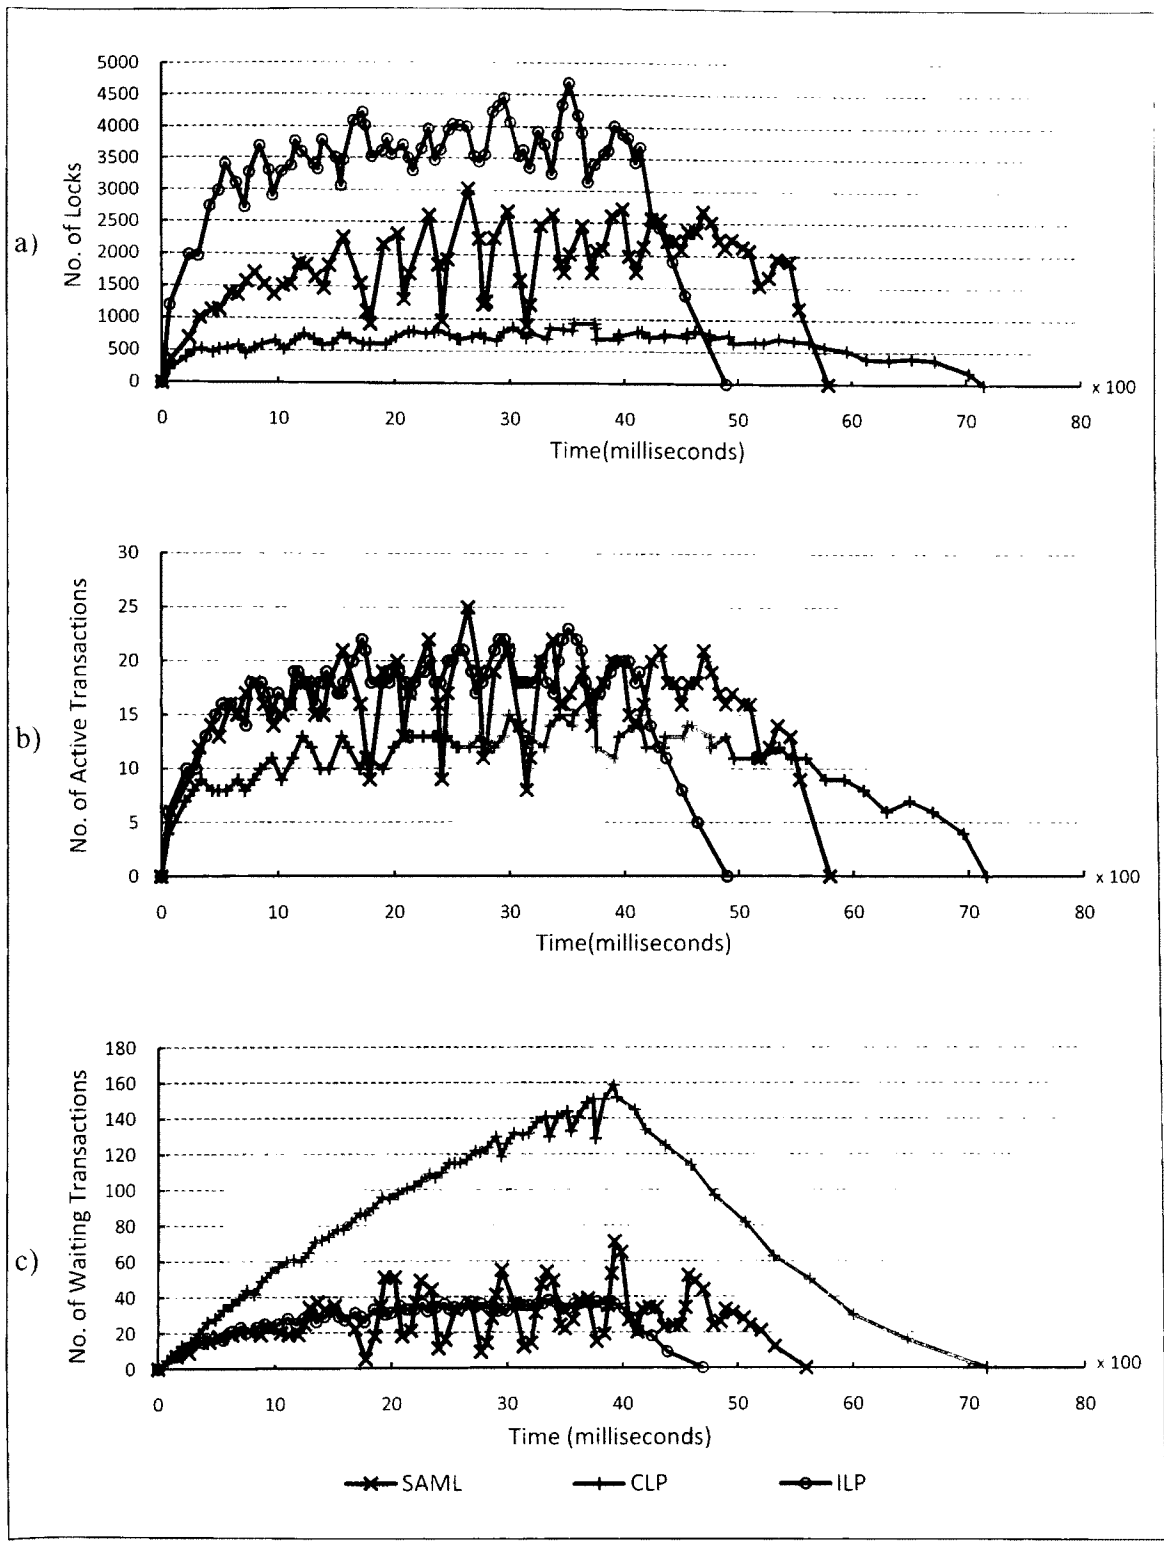 a)
No. of Locks
5000
4500
4000
3500
3000
2500
2000
1500
1000
500
0
0 10 20 30 40 50 60 70 80
x 100
Time(milliseconds)
b)
No. of Active Transactions
30
25
20
15
10
5
0
0 10 20 30 40 50 60 70 80
x 100
Time(milliseconds)
c)
No. of Waiting Transactions
180
160
140
120
100
80
60
40
20
0
0 10 20 30 40 50 60 70 80
x 100
Time (milliseconds)
SAML CLP ILP